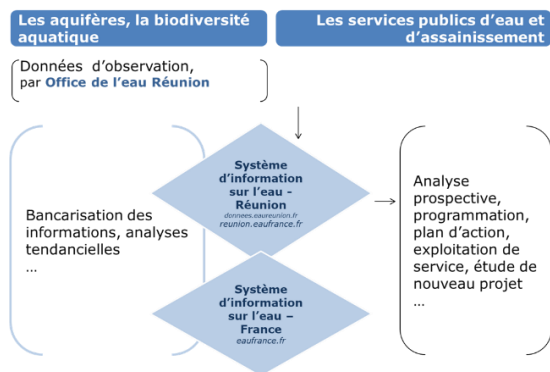 Les aquifères, la biodiversité
aquatique
Les services publics d'eau et
d'assainissement
Données d'observation,
par Office de l'eau Réunion
Système
d'information
sur l'eau -
Réunion
donnees.eaureunion.fr
reunion.eaufrance.fr
Bancarisation des
informations, analyses
tendancielles
...
Analyse
prospective,
programmation,
plan d'action,
exploitation de
service, étude de
nouveau projet
...
Système
d'information
sur l'eau –
France
eaufrance.fr